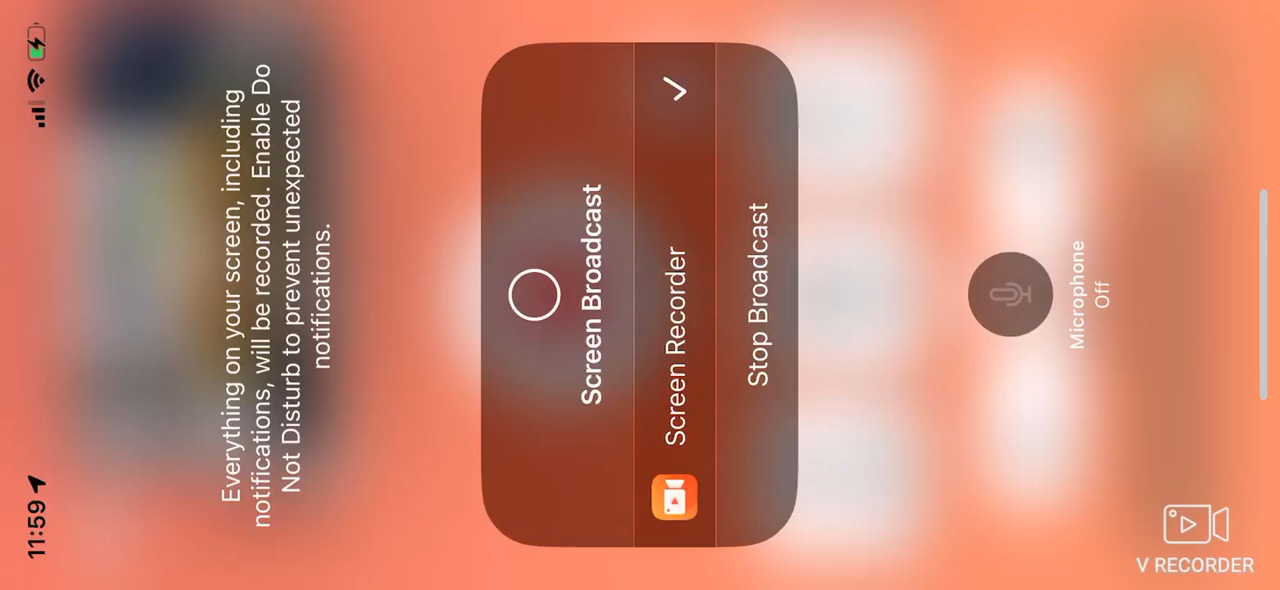 11:59
Everything on your screen, including
notifications, will be recorded. Enable Do
Not Disturb to prevent unexpected
notifications.
Screen Broadcast
Screen Recorder
Stop Broadcast
Microphone
Off
V RECORDER